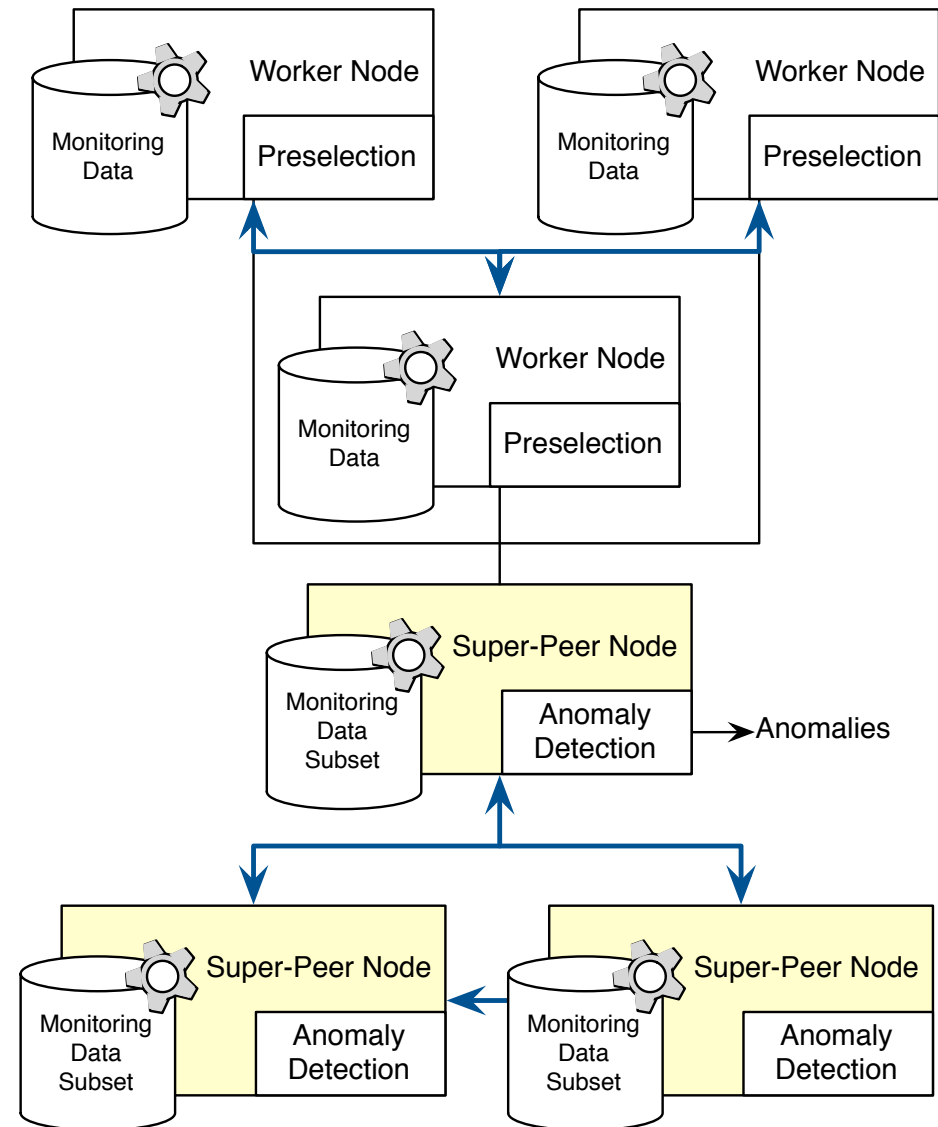 Worker Node
Monitoring
Data
Preselection
Worker Node
Monitoring
Data
Preselection
Worker Node
Monitoring
Data
Preselection
Super-Peer Node
Monitoring
Data
Subset
Anomaly
Detection
Anomalies
Super-Peer Node
Monitoring
Data
Subset
Anomaly
Detection
Super-Peer Node
Monitoring
Data
Subset
Anomaly
Detection